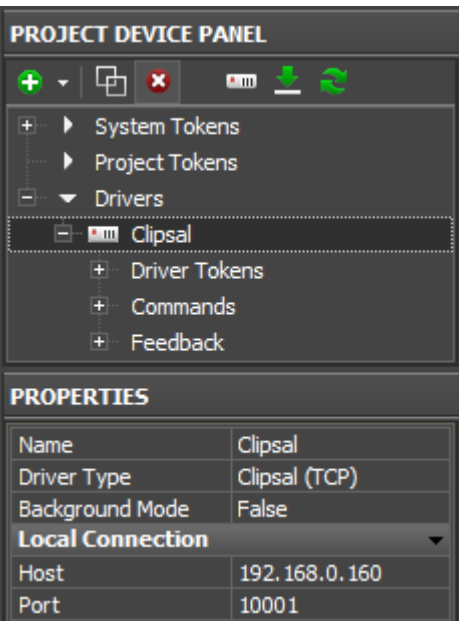 PROJECT DEVICE PANEL
System Tokens
Project Tokens
Drivers
Clipsal
Driver Tokens
Commands
Feedback
PROPERTIES
Name Clipsal
Driver Type Clipsal (TCP)
Background Mode False
Local Connection
Host 192.168.0.160
Port 10001